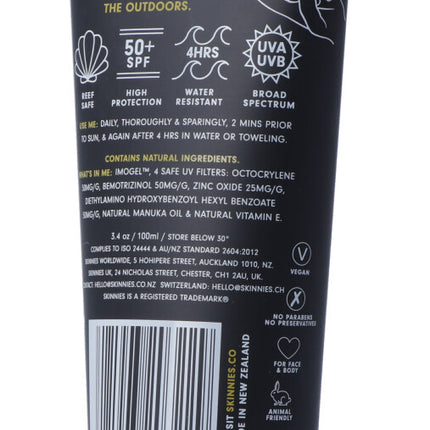 THE OUTDOORS.
50+
SPF
4HRS
UVA
UVB
REEF
SAFE
HIGH
PROTECTION
WATER
RESISTANT
BROAD
SPECTRUM
USE ME: DAILY, THOROUGHLY & SPARINGLY, 2 MINS PRIOR
TO SUN, & AGAIN AFTER 4 HRS IN WATER OR TOWELING.
CONTAINS NATURAL INGREDIENTS.
WHAT'S IN ME: IMOGEL™, 4 SAFE UV FILTERS: OCTOCRYLENE
50MG/G, BEMOTRIZINOL 50MG/G, ZINC OXIDE 25MG/G,
DIETHYLAMINO HYDROXYBENZOYL HEXYL BENZOATE
50MG/G, NATURAL MANUKA OIL & NATURAL VITAMIN E.
3.4 oz / 100ml / STORE BELOW 30°
COMPLIES TO ISO 24444 & AU/NZ STANDARD 2604:2012
SKINNIES WORLDWIDE, 5 HOHIPERE STREET, AUCKLAND 1010, NZ.
SKINNIES UK, 24 NICHOLAS STREET, CHESTER, CH1 2AU, UK.
CONTACT: HELLO@SKINNIES.CO.NZ SWITZERLAND: HELLO@SKINNIES.CH
SKINNIES IS A REGISTERED TRADEMARK®
V
VEGAN
NO PARABENS
NO PRESERVATIVES
FOR FACE
& BODY
ANIMAL
FRIENDLY
SKINNIES.CO
DE IN NEW ZEALAND